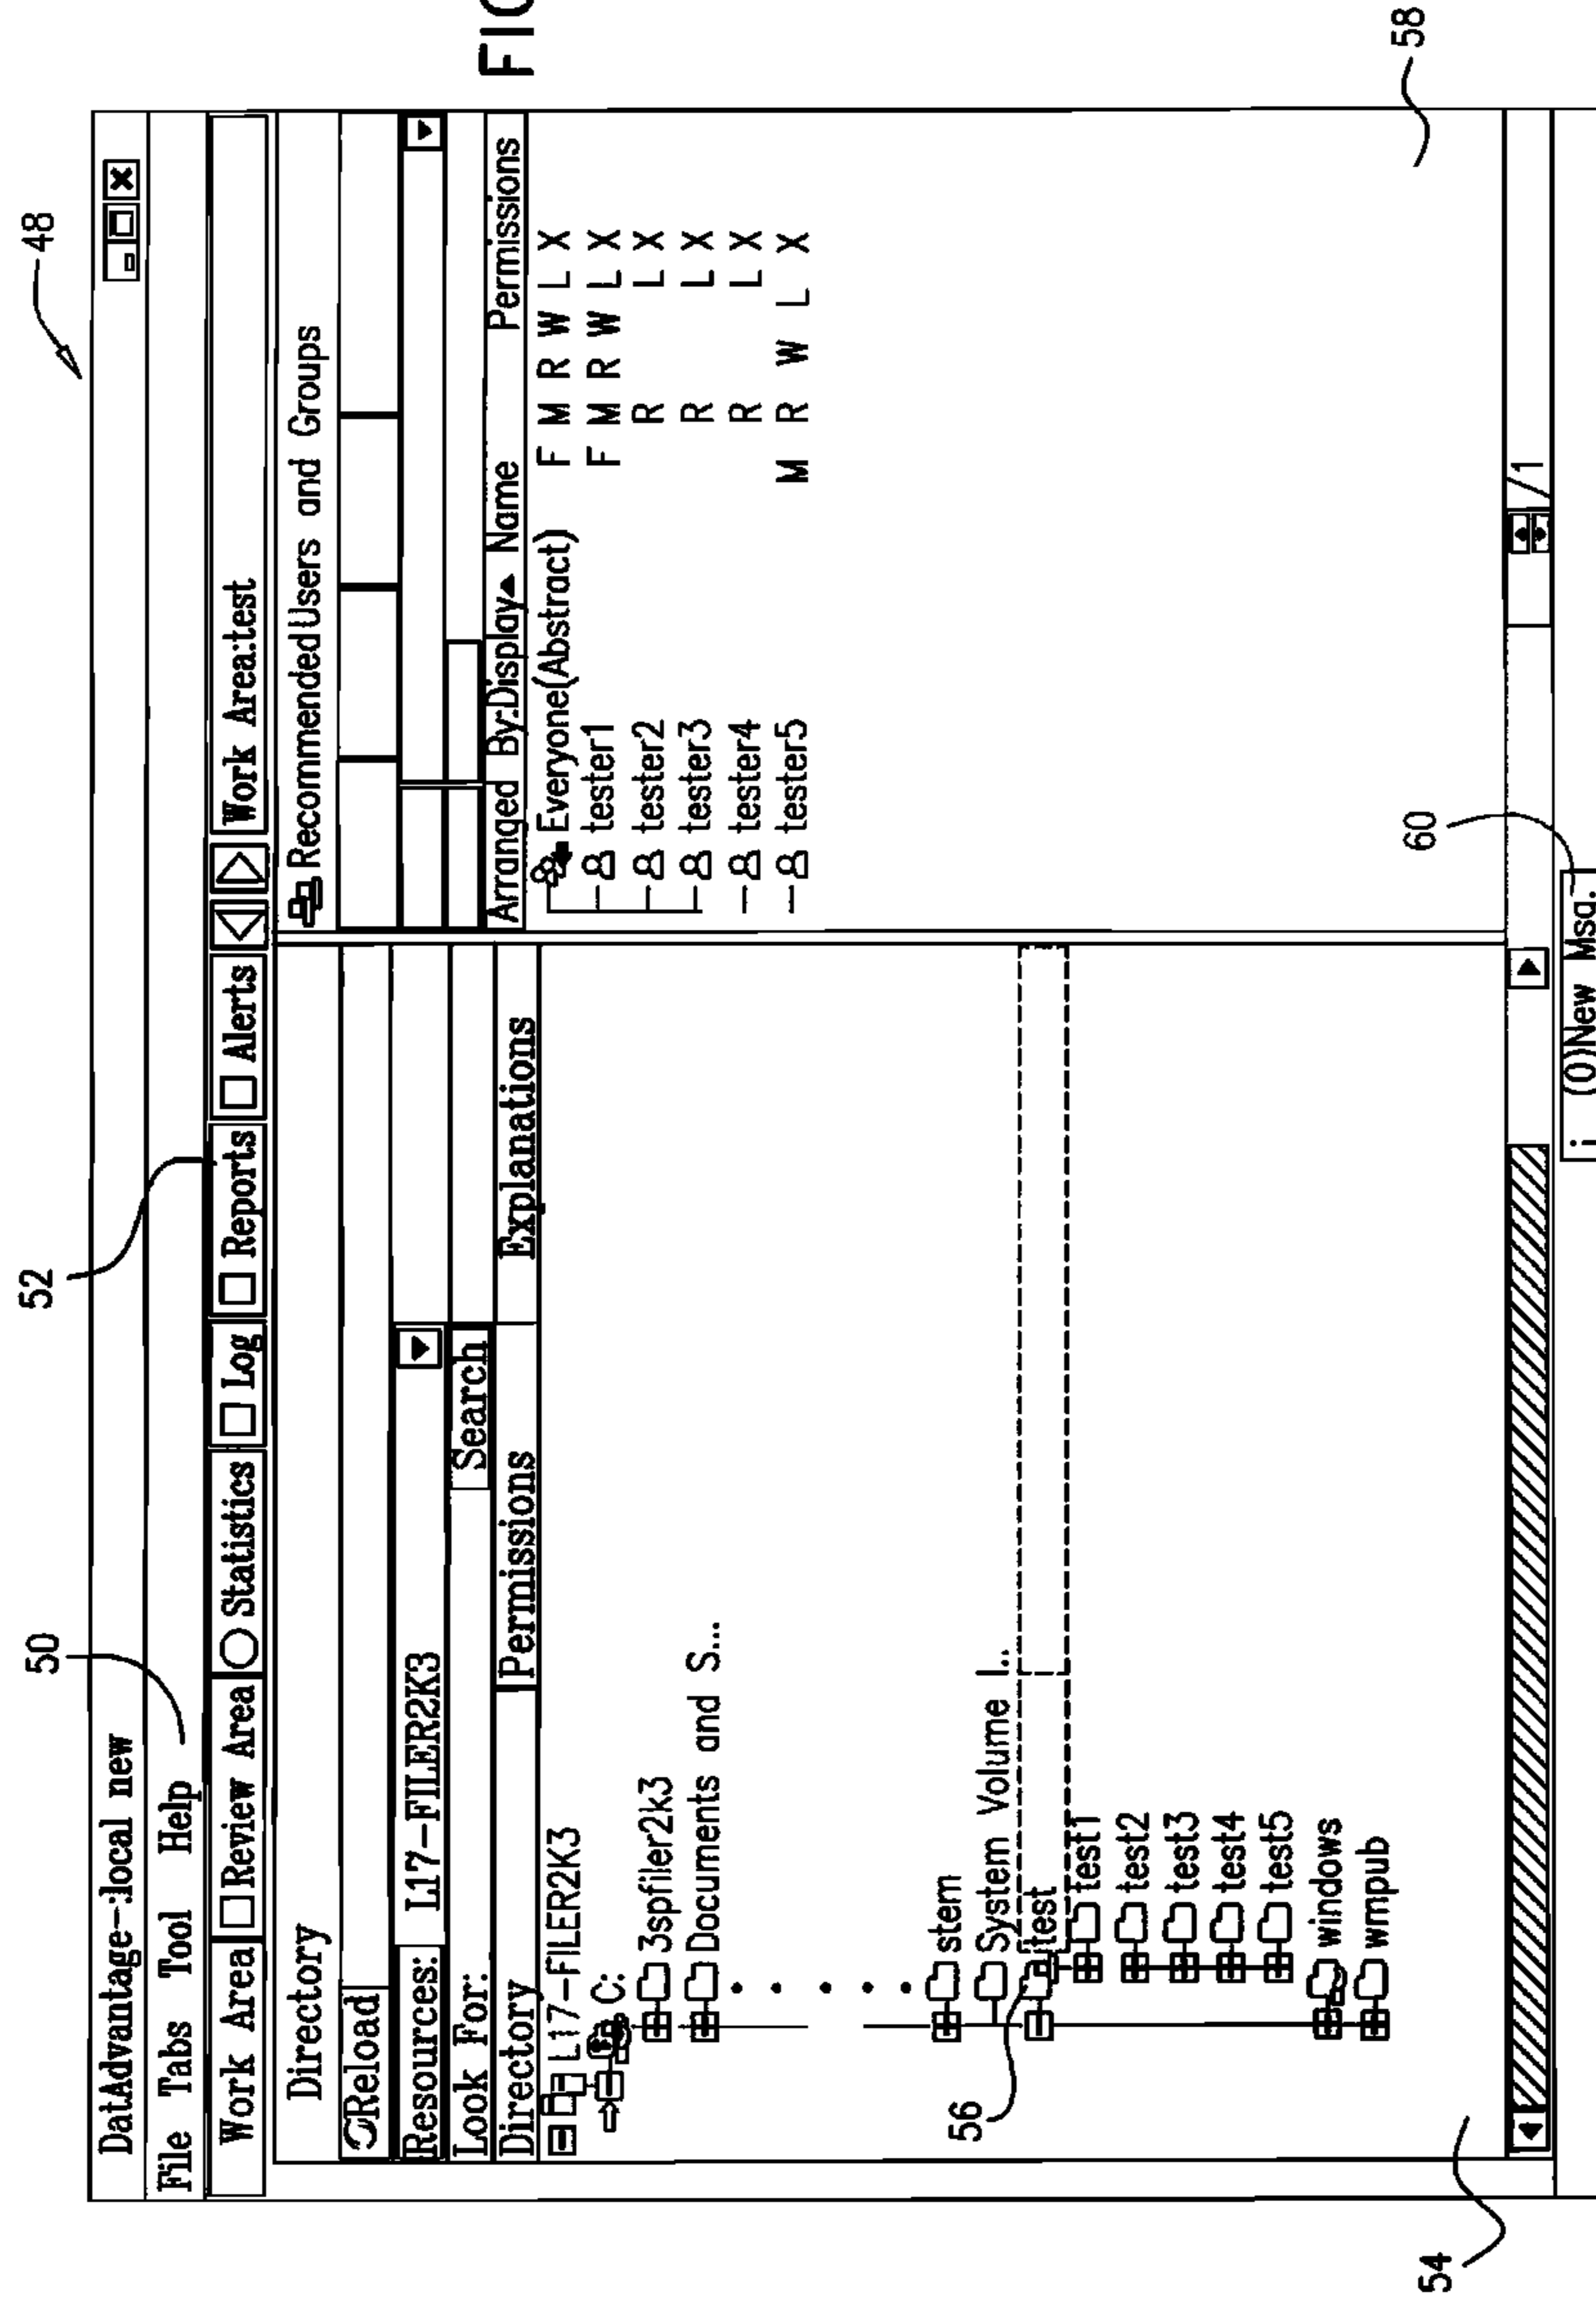 48
52
50
DatAdvantage-:local new
File Tabs Tool Help
Work Area Review Area Statistics Log Reports Alerts Work Area:test
Directory
Reload
Resources: L17-FILER2K3
Look For: Search
Directory Permissions Explanations
L17-FILER2K3
C:
3spfiler2k3
Documents and S...
stem
System Volume I..
test
test1
test2
test3
test4
test5
windows
wmpub
56
54
Recommended Users and Groups
Arranged By:Display Name Permissions
Everyone(Abstract) F M R W L X
tester1 F M R W L X
tester2 R L X
tester3 R L X
tester4 R L X
tester5 M R W L X
/1
58
60
i (0)New Msg.